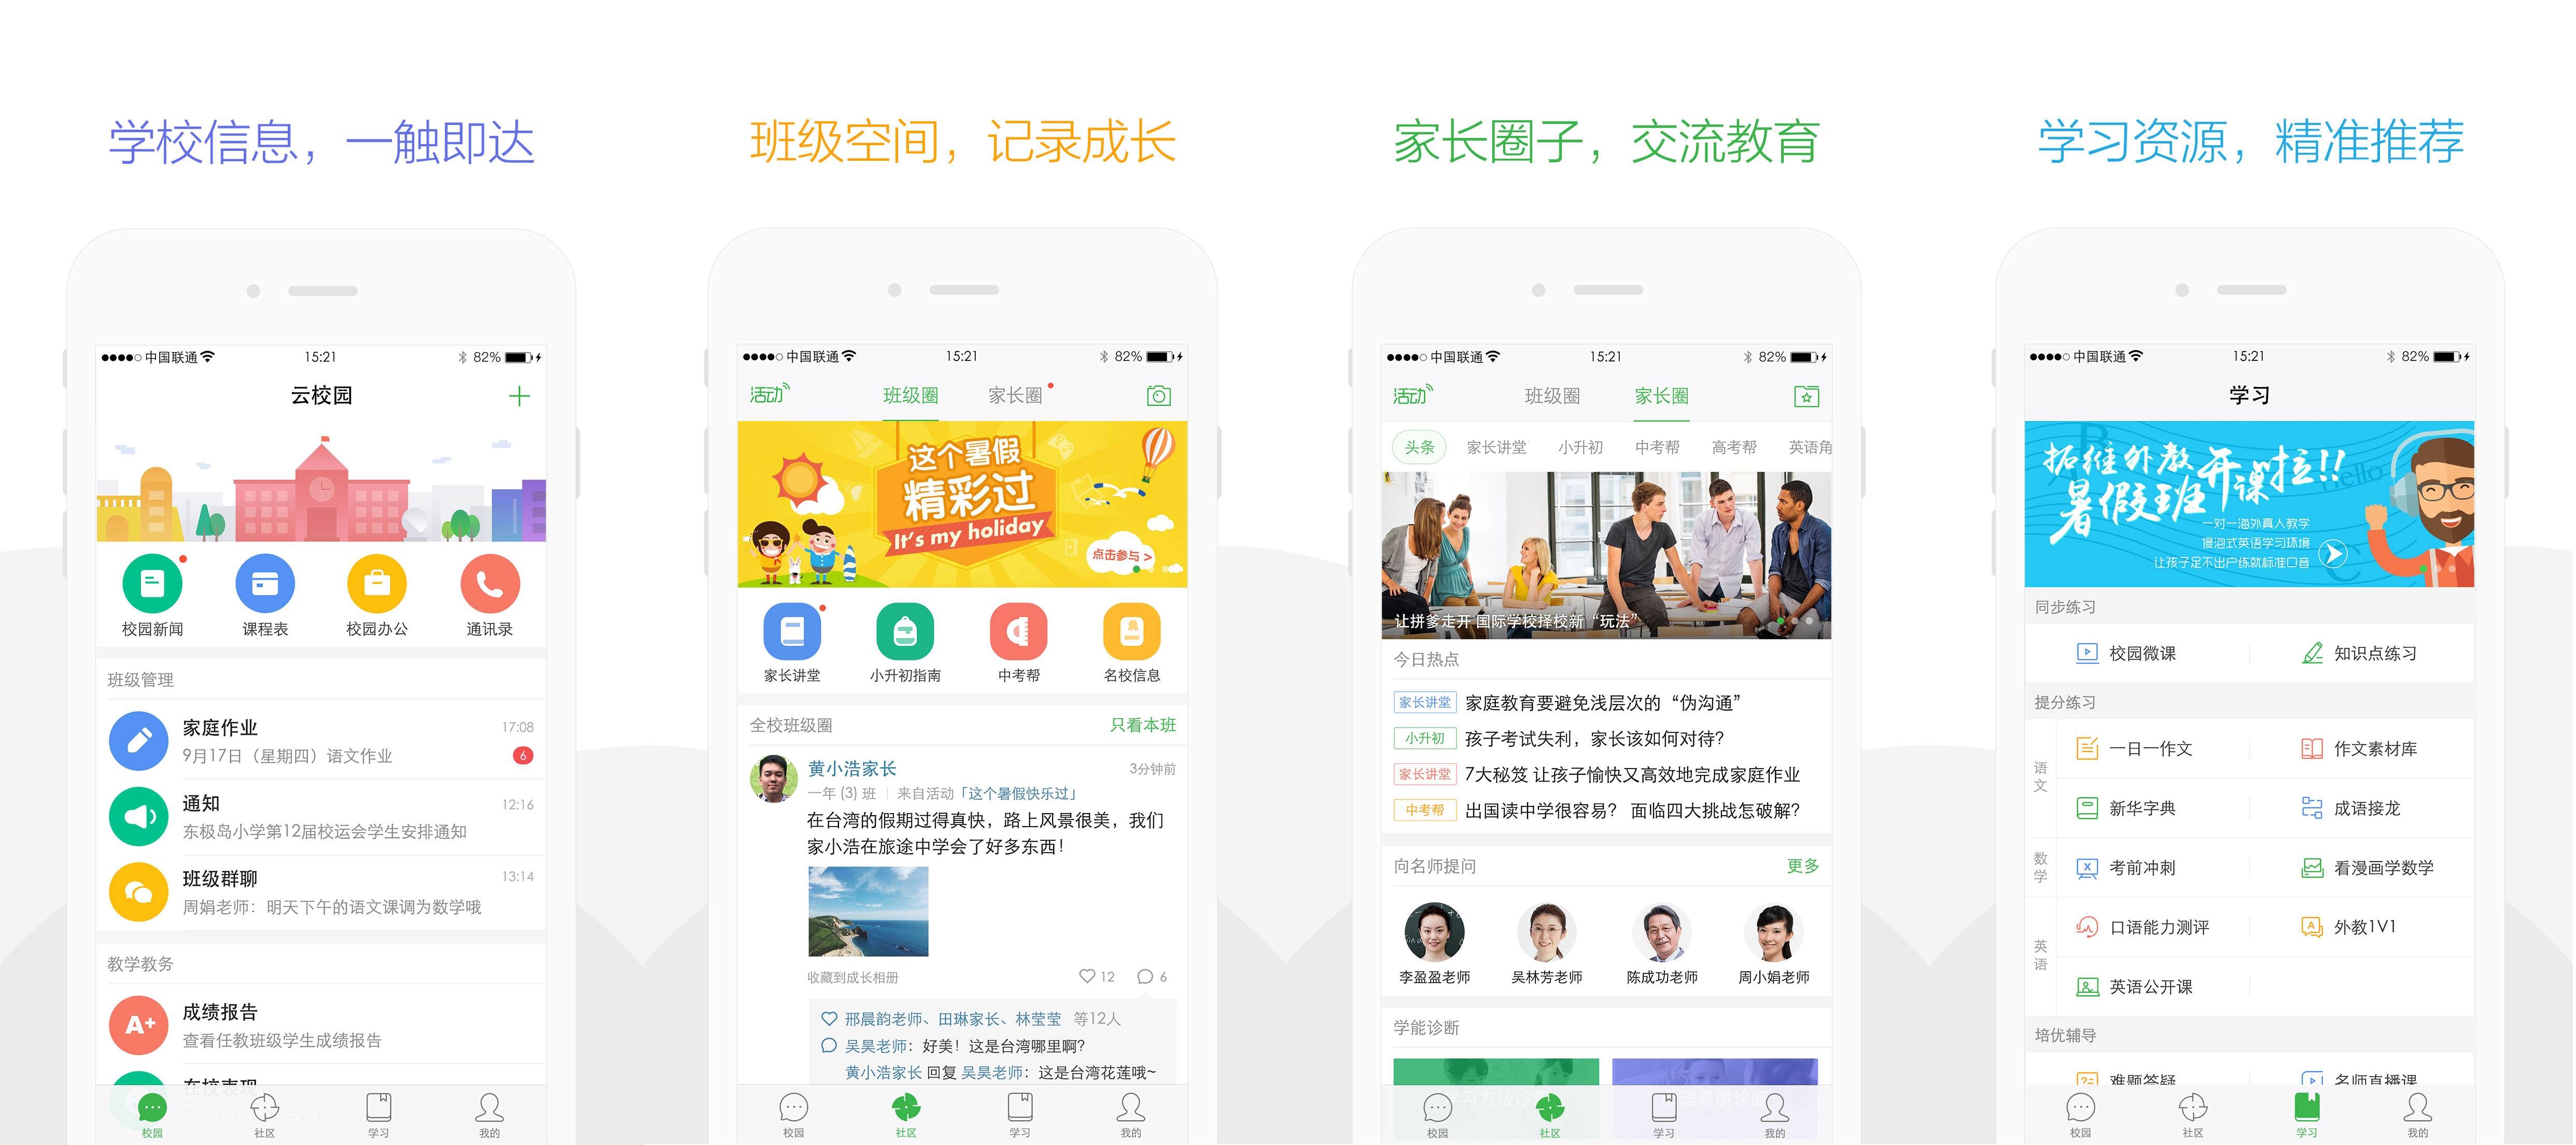 学校信息，一触即达
中国联通
15:21
82%
云校园
校园新闻
课程表
校园办公
通讯录
班级管理
家庭作业
17:08
9月17日（星期四）语文作业
6
通知
12:16
东极岛小学第12届校运会学生安排通知
班级群聊
13:14
周娟老师：明天下午的语文课调为数学哦
教学教务
A+
成绩报告
查看任教班级学生成绩报告
在校表现
校园
社区
学习
我的
班级空间，记录成长
中国联通
15:21
82%
活动
班级圈
家长圈
这个暑假
精彩过
It's my holiday
点击参与 >
家长讲堂
小升初指南
中考帮
名校信息
全校班级圈
只看本班
黄小浩家长
3分钟前
一年 (3) 班 | 来自活动「这个暑假快乐过」
在台湾的假期过得真快，路上风景很美，我们
家小浩在旅途中学会了好多东西！
收藏到成长相册
12
6
邢晨韵老师、田琳家长、林莹莹 等12人
吴昊老师：好美！这是台湾哪里啊?
黄小浩家长 回复 吴昊老师：这是台湾花莲哦~
校园
社区
学习
我的
家长圈子，交流教育
中国联通
15:21
82%
活动
班级圈
家长圈
头条
家长讲堂
小升初
中考帮
高考帮
英语角
让拼爹走开 国际学校择校新“玩法”
今日热点
家长讲堂 家庭教育要避免浅层次的“伪沟通”
小升初 孩子考试失利，家长该如何对待?
家长讲堂 7大秘笈 让孩子愉快又高效地完成家庭作业
中考帮 出国读中学很容易? 面临四大挑战怎破解?
向名师提问
更多
李盈盈老师
吴林芳老师
陈成功老师
周小娟老师
学能诊断
校园
社区
学习
我的
学习资源，精准推荐
中国联通
15:21
82%
学习
拓维外教开课啦!!
暑假班
Hello
一对一海外真人教学
浸泡式英语学习环境
让孩子足不出户练就标准口音
同步练习
校园微课
知识点练习
提分练习
语文
一日一作文
作文素材库
新华字典
成语接龙
数学
考前冲刺
看漫画学数学
英语
口语能力测评
外教1V1
英语公开课
培优辅导
难题答疑
名师直播课
校园
社区
学习
我的